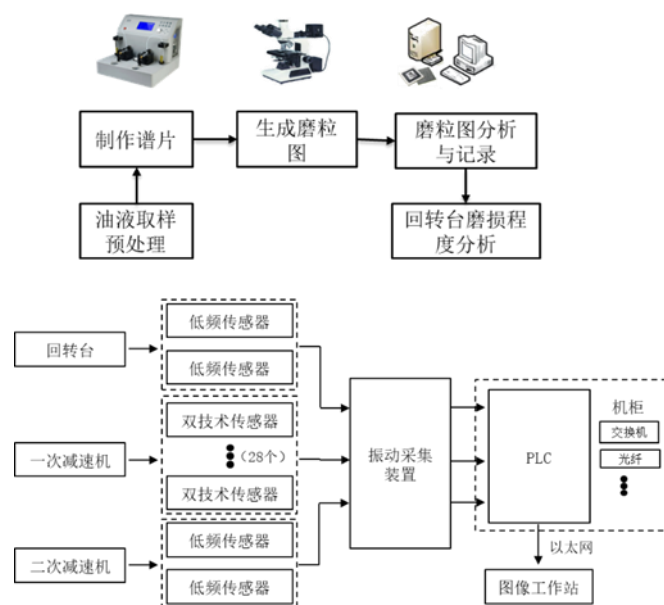 制作谱片
生成磨粒
图
磨粒图分析
与记录
油液取样
预处理
回转台磨损程
度分析
回转台
低频传感器
低频传感器
一次减速机
双技术传感器
(28个)
双技术传感器
二次减速机
低频传感器
低频传感器
振动采集
装置
PLC
机柜
交换机
光纤
以太网
图像工作站